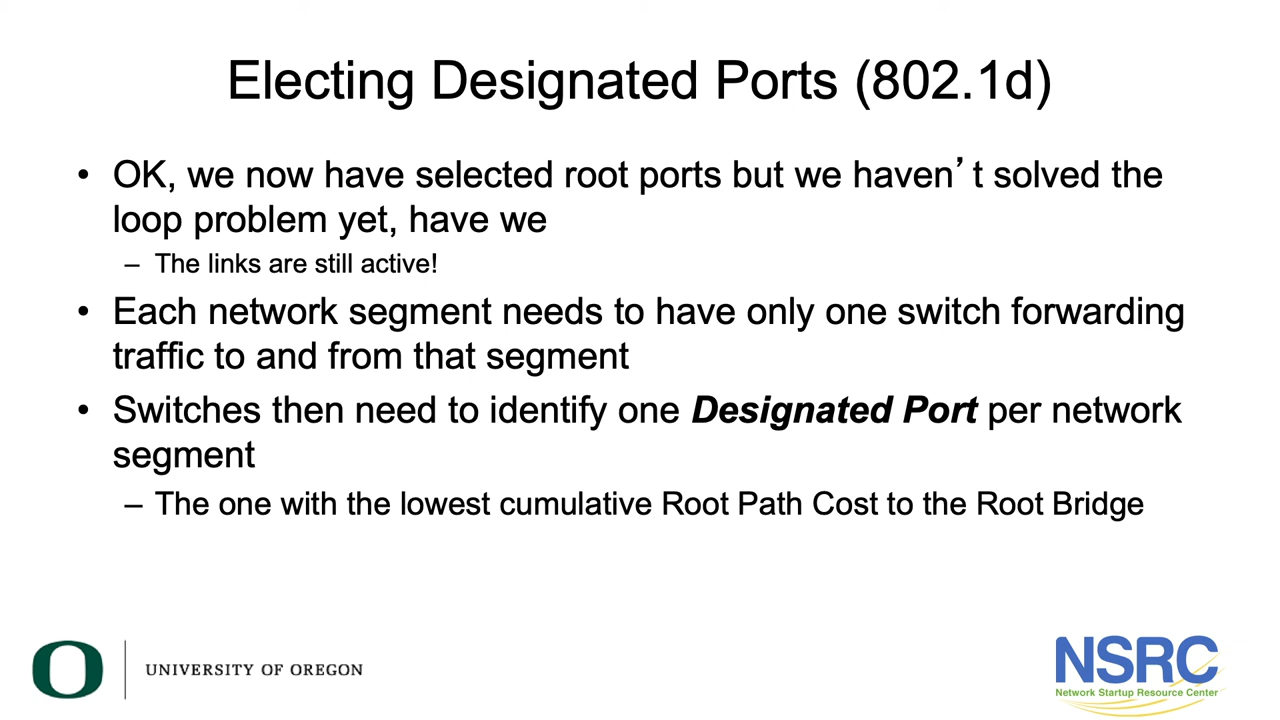 Electing Designated Ports (802.1d)
• OK, we now have selected root ports but we haven’t solved the
loop problem yet, have we
– The links are still active!
• Each network segment needs to have only one switch forwarding
traffic to and from that segment
• Switches then need to identify one Designated Port per network
segment
– The one with the lowest cumulative Root Path Cost to the Root Bridge
O
UNIVERSITY OF OREGON
NSRC
Network Startup Resource Center